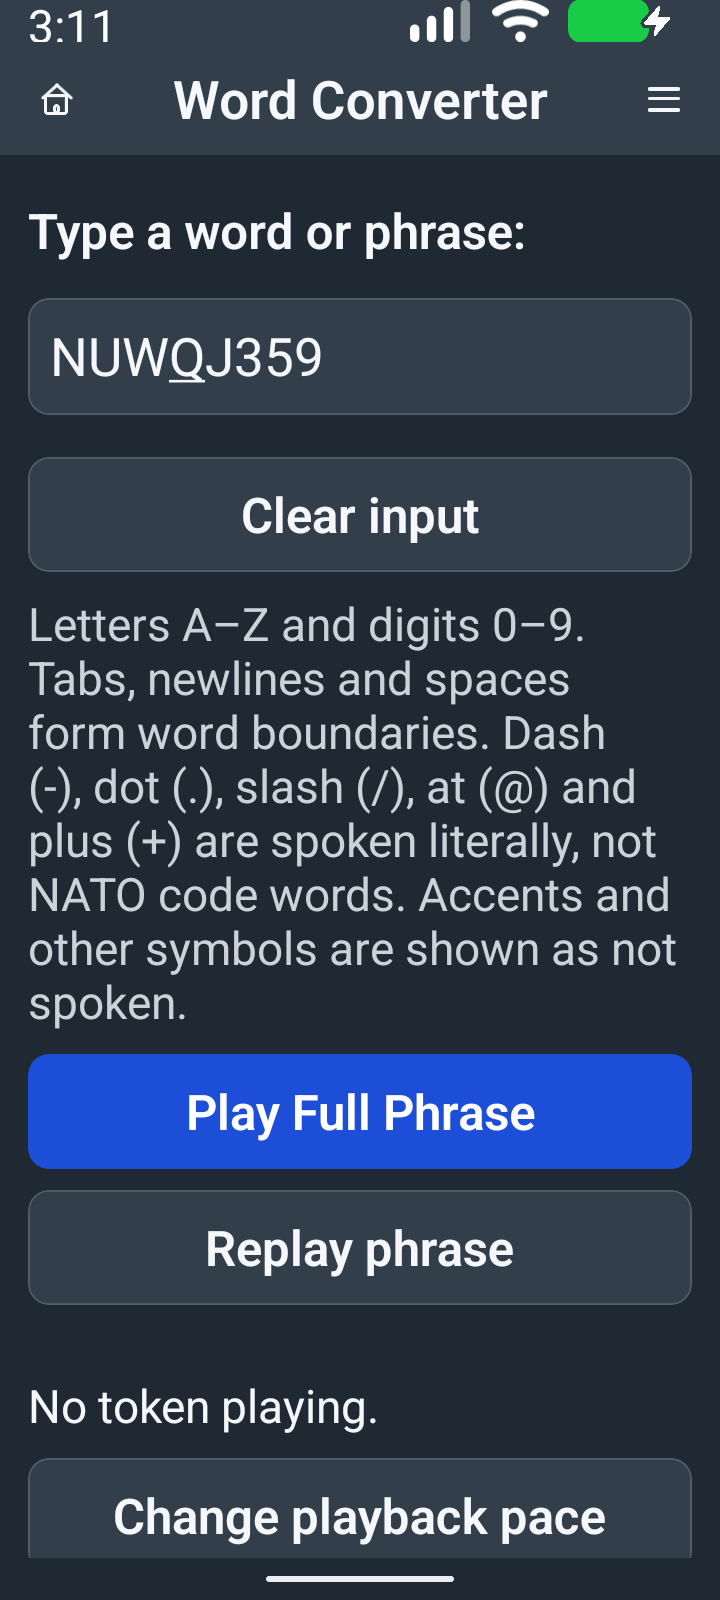 3:11
Word Converter
Type a word or phrase:
NUWQJ359
Clear input
Letters A–Z and digits 0–9.
Tabs, newlines and spaces
form word boundaries. Dash
(-), dot (.), slash (/), at (@) and
plus (+) are spoken literally, not
NATO code words. Accents and
other symbols are shown as not
spoken.
Play Full Phrase
Replay phrase
No token playing.
Change playback pace